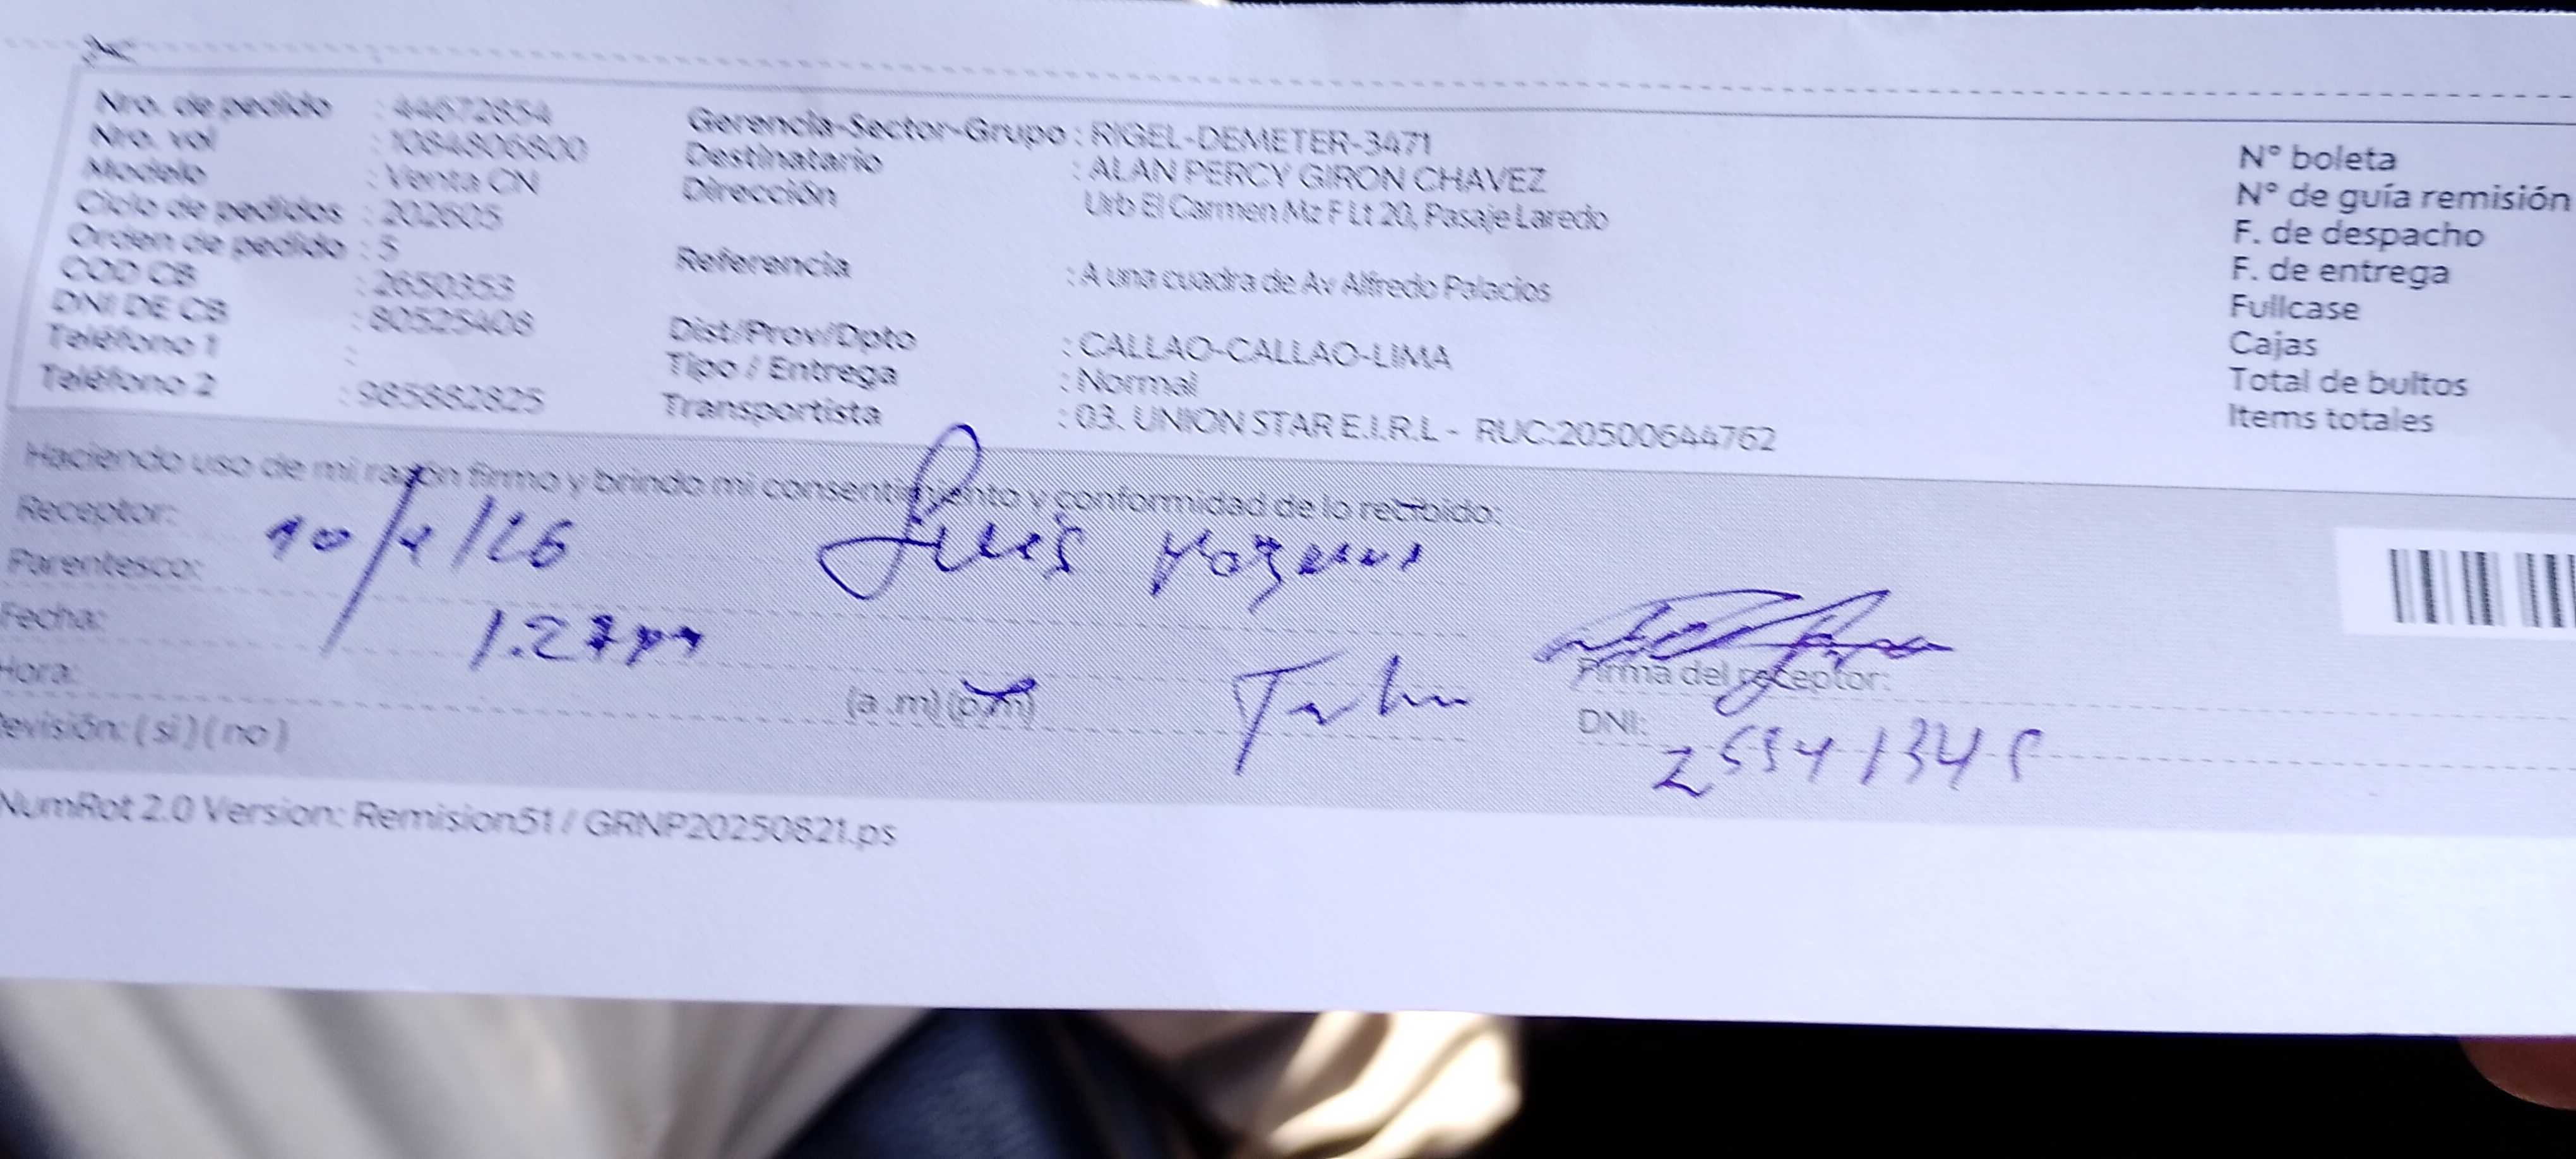 Nro. de pedido : 44672854
Nro. vol : 1084806800
Modelo : Venta CN
Ciclo de pedidos : 202605
Orden de pedido : 5
COD CB : 2650353
DNI DE CB : 80525408
Teléfono 1 :
Teléfono 2 : 985882825
Gerencia-Sector-Grupo : RIGEL-DEMETER-3471
Destinatario : ALAN PERCY GIRON CHAVEZ
Dirección Urb El Carmen Mz F Lt 20, Pasaje Laredo
Referencia : A una cuadra de Av Alfredo Palacios
Dist/Prov/Dpto : CALLAO-CALLAO-LIMA
Tipo / Entrega : Normal
Transportista : 03. UNION STAR E.I.R.L - RUC:20500644762
N° boleta
N° de guía remisión
F. de despacho
F. de entrega
Fullcase
Cajas
Total de bultos
Items totales
Haciendo uso de mi razón firmo y brindo mi consentimiento y conformidad de lo recibido:
Receptor: Luis
Parentesco:
Fecha:
1.27pm
Hora: (a .m) (p.m)
Firma del receptor:
DNI:
Revisión: ( si ) ( no )
NumRot 2.0 Version: Remision51 / GRNP20250821.ps